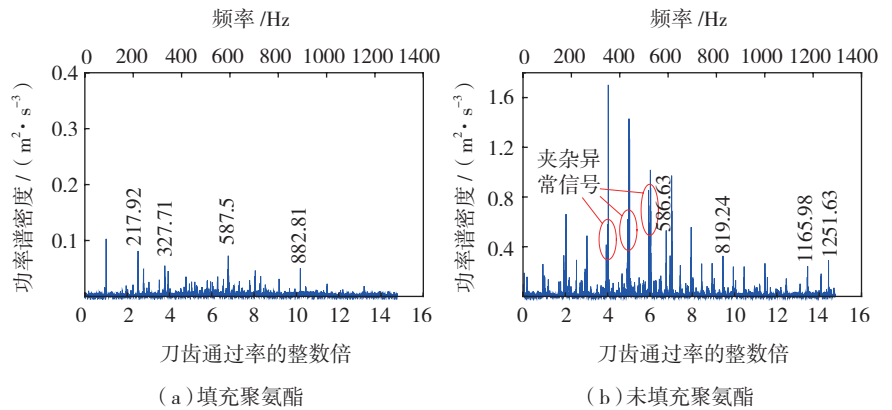 频率 /Hz
0 200 400 600 800 1000 1200 1400
功率谱密度 / ( m²· s⁻³ )
0.4
0.3
0.2
0.1
217.92
327.71
587.5
882.81
0 2 4 6 8 10 12 14 16
刀齿通过率的整数倍
( a )填充聚氨酯
频率 /Hz
0 200 400 600 800 1000 1200 1400
功率谱密度 / ( m²· s⁻³ )
1.6
1.2
0.8
0.4
夹杂异
常信号
586.63
819.24
1165.98
1251.63
0 2 4 6 8 10 12 14 16
刀齿通过率的整数倍
( b )未填充聚氨酯